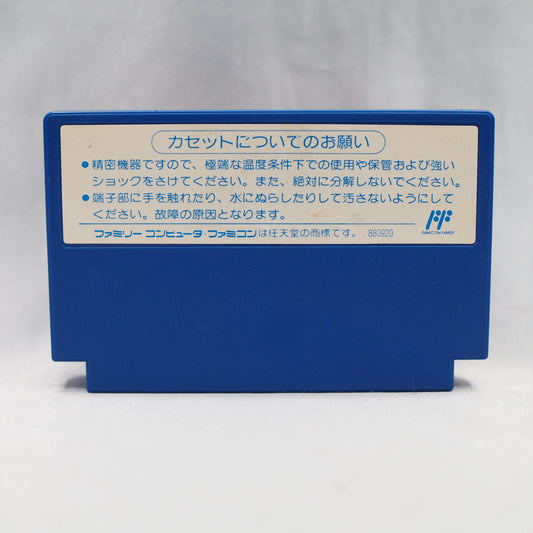 カセットについてのお願い
●精密機器ですので、極端な温度条件下での使用や保管および強い
ショックをさけてください。また、絶対に分解しないでください。
●端子部に手を触れたり、水にぬらしたりして汚さないようにして
ください。故障の原因となります。
ファミリー コンピュータ・ファミコンは任天堂の商標です。 880920
FAMICOM FAMILY